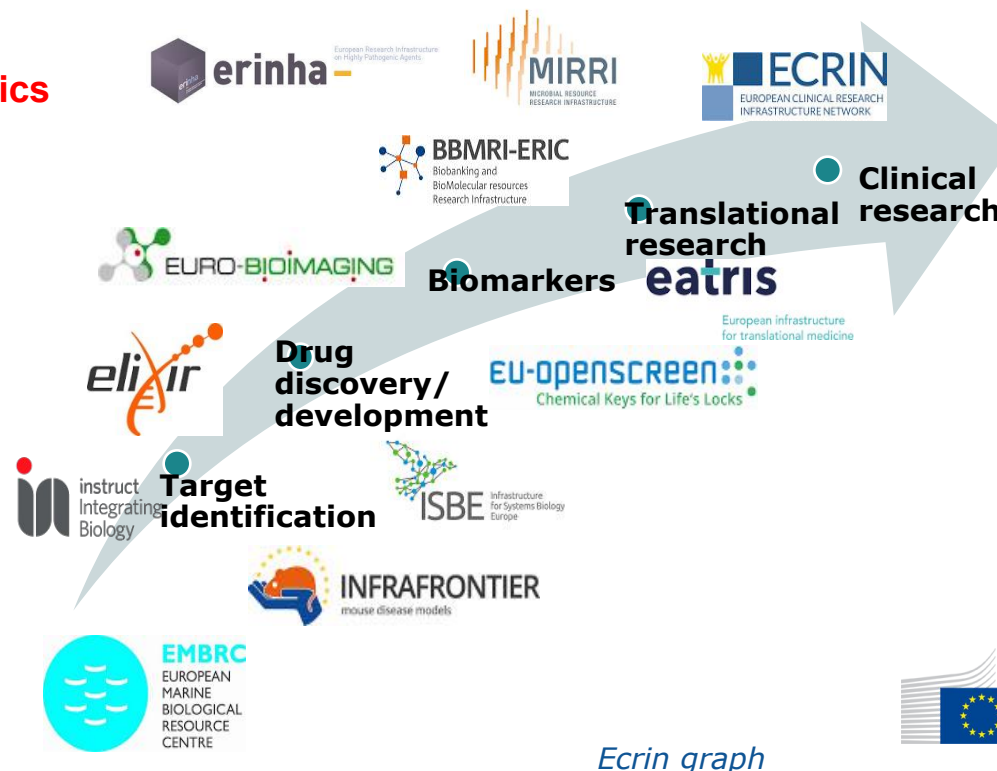 ics
erinha
European Research Infrastructure
on Highly Pathogenic Agents
MIRRI
MICROBIAL RESOURCE
RESEARCH INFRASTRUCTURE
ECRIN
EUROPEAN CLINICAL RESEARCH
INFRASTRUCTURE NETWORK
BBMRI-ERIC
Biobanking and
BioMolecular resources
Research Infrastructure
Clinical
research
Translational
research
EURO-BIOIMAGING
Biomarkers
eatris
European infrastructure
for translational medicine
elixir
Drug
discovery/
development
EU-OPENSCREEN
Chemical Keys for Life's Locks
instruct
Integrating
Biology
Target
identification
ISBE
Infrastructure
for Systems Biology
Europe
INFRAFRONTIER
mouse disease models
EMBRC
EUROPEAN
MARINE
BIOLOGICAL
RESOURCE
CENTRE
Ecrin graph